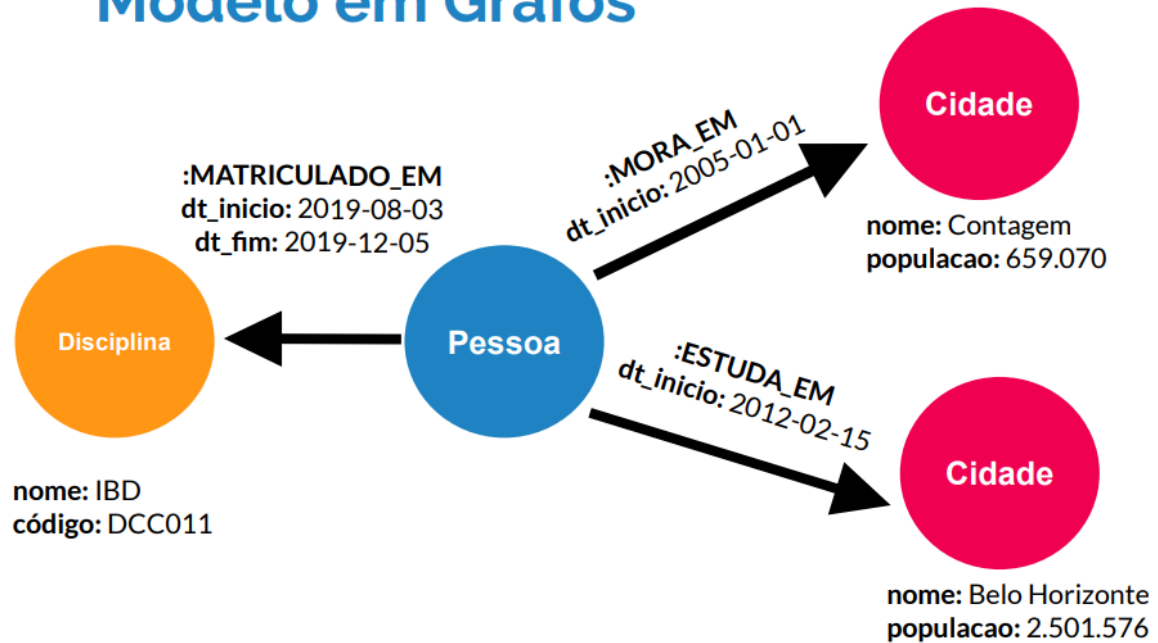 Modelo em Grafos
Cidade
:MORA_EM
dt_inicio: 2005-01-01
:MATRICULADO_EM
dt_inicio: 2019-08-03
dt_fim: 2019-12-05
nome: Contagem
populacao: 659.070
Disciplina
Pessoa
:ESTUDA_EM
dt_inicio: 2012-02-15
Cidade
nome: IBD
código: DCC011
nome: Belo Horizonte
populacao: 2.501.576